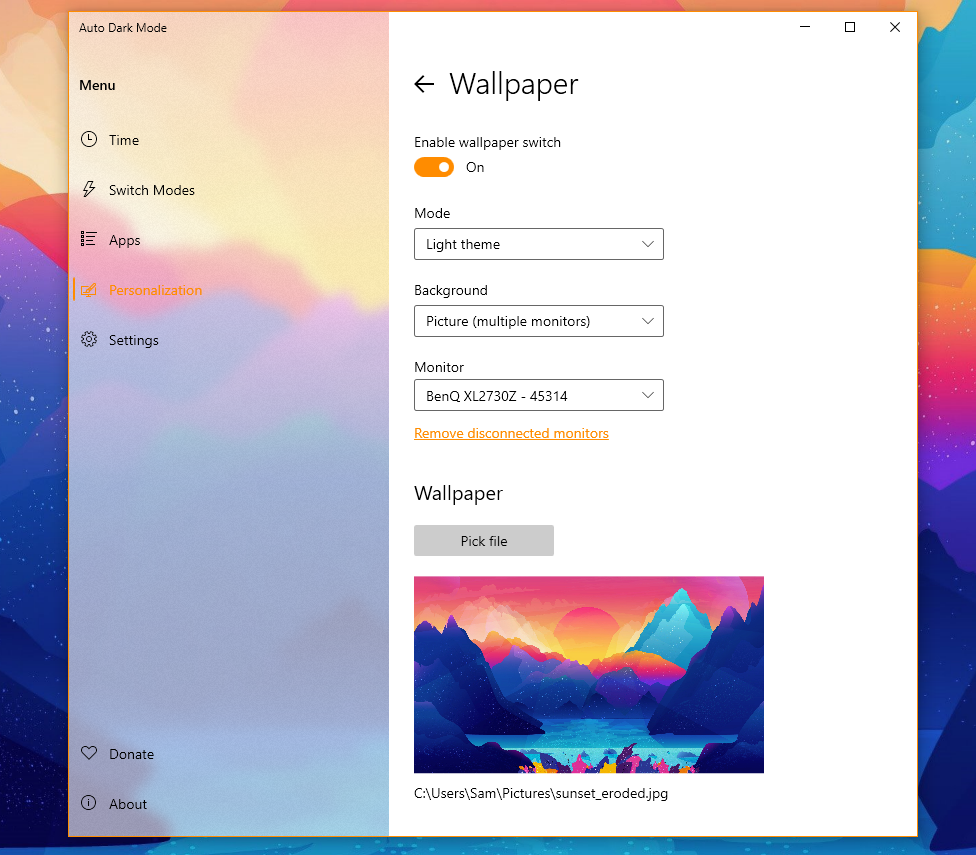 Auto Dark Mode
Menu
Time
Switch Modes
Apps
Personalization
Settings
Donate
About
Wallpaper
Enable wallpaper switch
On
Mode
Light theme
Background
Picture (multiple monitors)
Monitor
BenQ XL2730Z - 45314
Remove disconnected monitors
Wallpaper
Pick file
C:\Users\Sam\Pictures\sunset_eroded.jpg